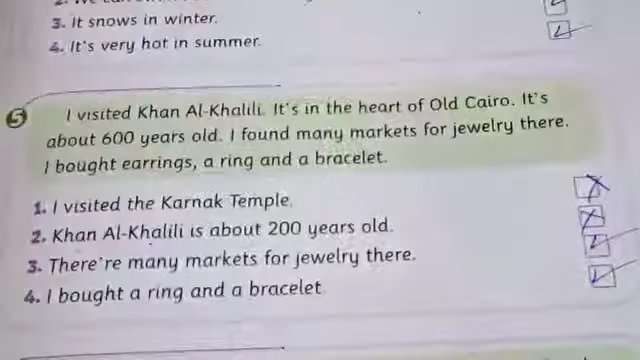 3. It snows in winter.
4. It's very hot in summer.
5 I visited Khan Al-Khalili. It's in the heart of Old Cairo. It's
about 600 years old. I found many markets for jewelry there.
I bought earrings, a ring and a bracelet.
1. I visited the Karnak Temple.
2. Khan Al-Khalili is about 200 years old.
3. There're many markets for jewelry there.
4. I bought a ring and a bracelet